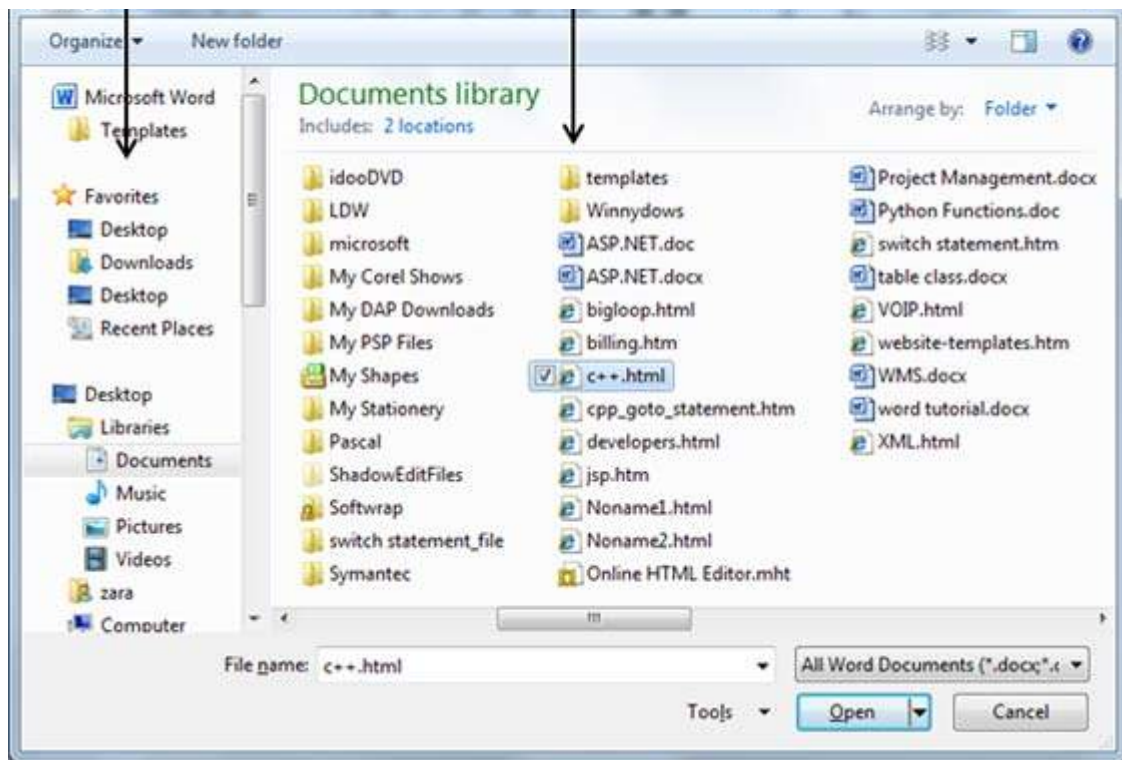 Organize New folder
Microsoft Word
Templates
Favorites
Desktop
Downloads
Desktop
Recent Places
Desktop
Libraries
Documents
Music
Pictures
Videos
zara
Computer
Documents library
Includes: 2 locations
Arrange by: Folder
idooDVD
LDW
microsoft
My Corel Shows
My DAP Downloads
My PSP Files
My Shapes
My Stationery
Pascal
ShadowEditFiles
Softwrap
switch statement_file
Symantec
templates
Winnydows
ASP.NET.doc
ASP.NET.docx
bigloop.html
billing.htm
c++.html
cpp_goto_statement.htm
developers.html
jsp.htm
Noname1.html
Noname2.html
Online HTML Editor.mht
Project Management.docx
Python Functions.doc
switch statement.htm
table class.docx
VOIP.html
website-templates.htm
WMS.docx
word tutorial.docx
XML.html
File name: c++.html
All Word Documents (*.docx;*.c
Tools Open Cancel